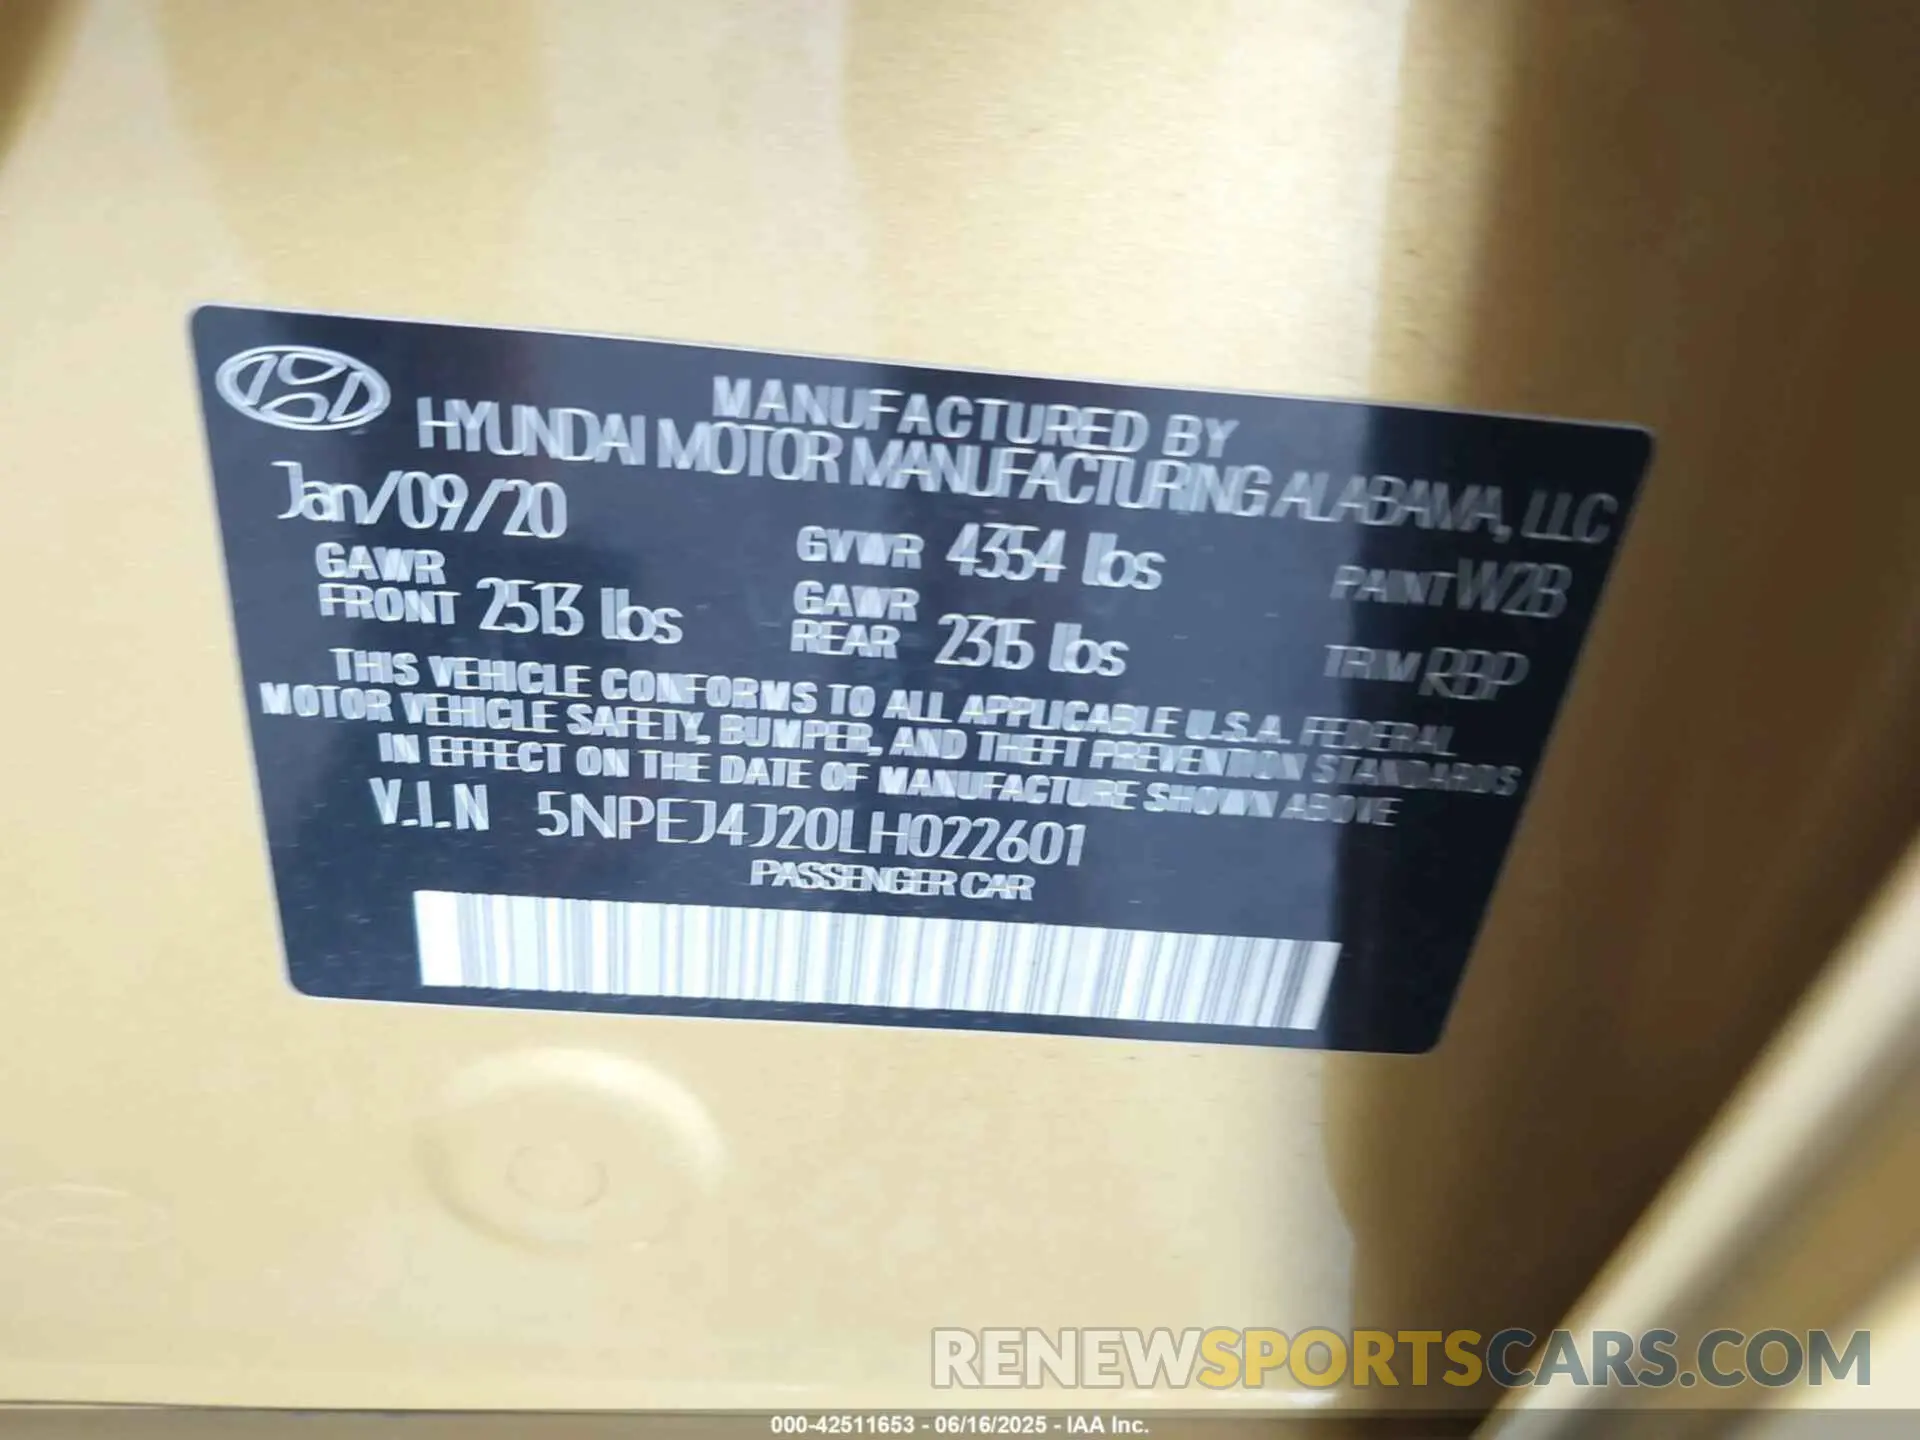 MANUFACTURED BY
HYUNDAI MOTOR MANUFACTURING ALABAMA, LLC
Jan/09/20
GVWR 4354 lbs
PAINT W2B
GAWR
FRONT 2513 lbs
GAWR
REAR 2315 lbs
TRIM RBP
THIS VEHICLE CONFORMS TO ALL APPLICABLE U.S.A. FEDERAL
MOTOR VEHICLE SAFETY, BUMPER, AND THEFT PREVENTION STANDARDS
IN EFFECT ON THE DATE OF MANUFACTURE SHOWN ABOVE
V.I.N 5NPEJ4J20LH022601
PASSENGER CAR
RENEWSPORTSCARS.COM
000-42511653 - 06/16/2025 - IAA Inc.